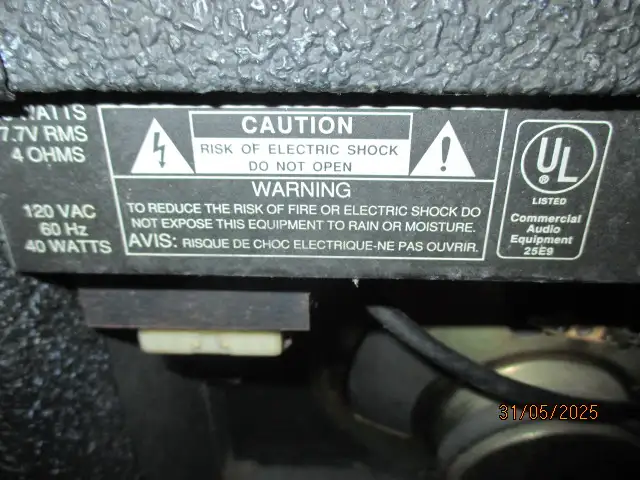 WATTS
7.7V RMS
4 OHMS
120 VAC
60 Hz
40 WATTS
CAUTION
RISK OF ELECTRIC SHOCK
DO NOT OPEN
WARNING
TO REDUCE THE RISK OF FIRE OR ELECTRIC SHOCK DO
NOT EXPOSE THIS EQUIPMENT TO RAIN OR MOISTURE.
AVIS: RISQUE DE CHOC ELECTRIQUE-NE PAS OUVRIR.
UL
®
LISTED
Commercial
Audio
Equipment
25E9
31/05/2025